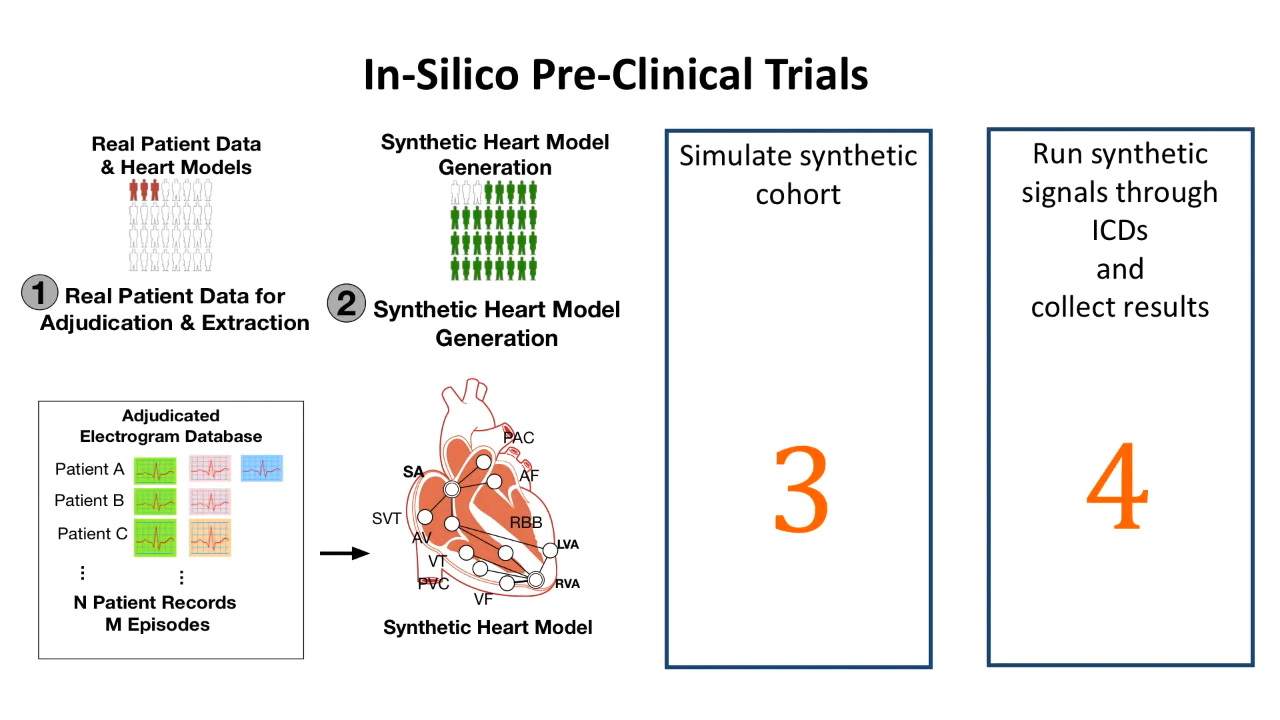 In-Silico Pre-Clinical Trials
Real Patient Data
& Heart Models
1
Real Patient Data for
Adjudication & Extraction
Adjudicated
Electrogram Database
Patient A
Patient B
Patient C
⋮ ⋮
N Patient Records
M Episodes
Synthetic Heart Model
Generation
2
Synthetic Heart Model
Generation
PAC
SA
AF
SVT
RBB
AV
LVA
VT
PVC
RVA
VF
Synthetic Heart Model
Simulate synthetic
cohort
3
Run synthetic
signals through
ICDs
and
collect results
4